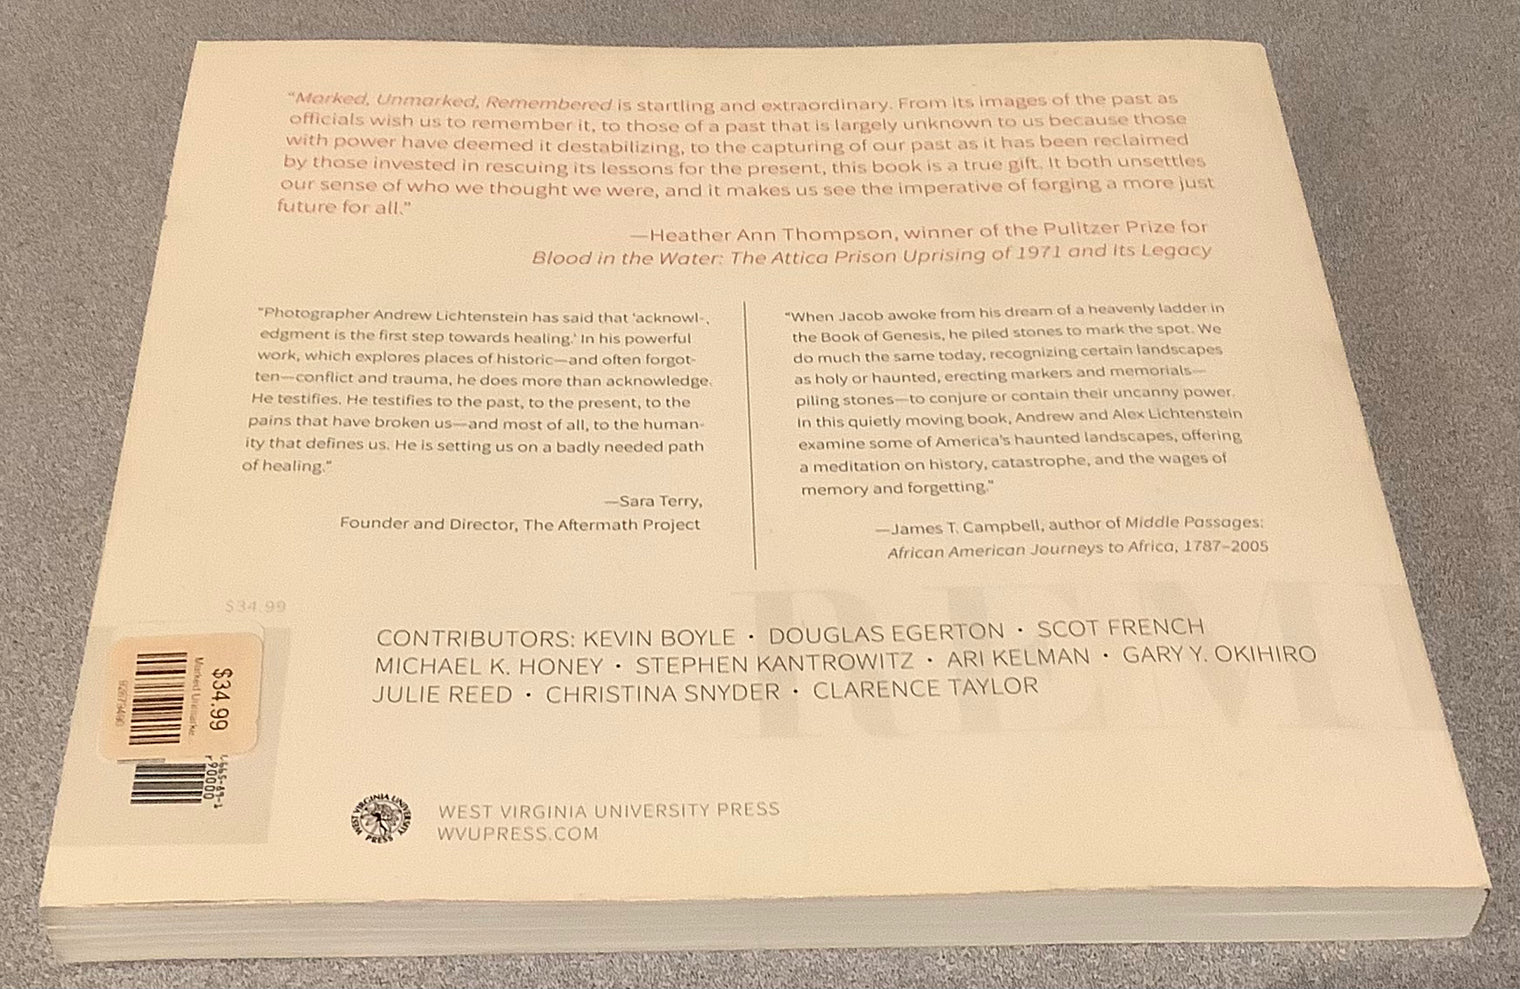 “Marked, Unmarked, Remembered is startling and extraordinary. From its images of the past as
officials wish us to remember it, to those of a past that is largely unknown to us because those
with power have deemed it destabilizing, to the capturing of our past as it has been reclaimed
by those invested in rescuing its lessons for the present, this book is a true gift. It both unsettles
our sense of who we thought we were, and it makes us see the imperative of forging a more just
future for all.”
—Heather Ann Thompson, winner of the Pulitzer Prize for
Blood in the Water: The Attica Prison Uprising of 1971 and Its Legacy
“Photographer Andrew Lichtenstein has said that ‘acknowl-
edgment is the first step towards healing.’ In his powerful
work, which explores places of historic—and often forgot-
ten—conflict and trauma, he does more than acknowledge.
He testifies. He testifies to the past, to the present, to the
pains that have broken us—and most of all, to the human-
ity that defines us. He is setting us on a badly needed path
of healing.”
—Sara Terry,
Founder and Director, The Aftermath Project
“When Jacob awoke from his dream of a heavenly ladder in
the Book of Genesis, he piled stones to mark the spot. We
do much the same today, recognizing certain landscapes
as holy or haunted, erecting markers and memorials—
piling stones—to conjure or contain their uncanny power.
In this quietly moving book, Andrew and Alex Lichtenstein
examine some of America’s haunted landscapes, offering
a meditation on history, catastrophe, and the wages of
memory and forgetting.”
—James T. Campbell, author of Middle Passages:
African American Journeys to Africa, 1787–2005
$34.99
$34.99
Marked Unmarke..
90000
REM
CONTRIBUTORS: KEVIN BOYLE • DOUGLAS EGERTON • SCOT FRENCH
MICHAEL K. HONEY • STEPHEN KANTROWITZ • ARI KELMAN • GARY Y. OKIHIRO
JULIE REED • CHRISTINA SNYDER • CLARENCE TAYLOR
WEST VIRGINIA UNIVERSITY PRESS
WEST VIRGINIA UNIVERSITY PRESS
WVUPRESS.COM